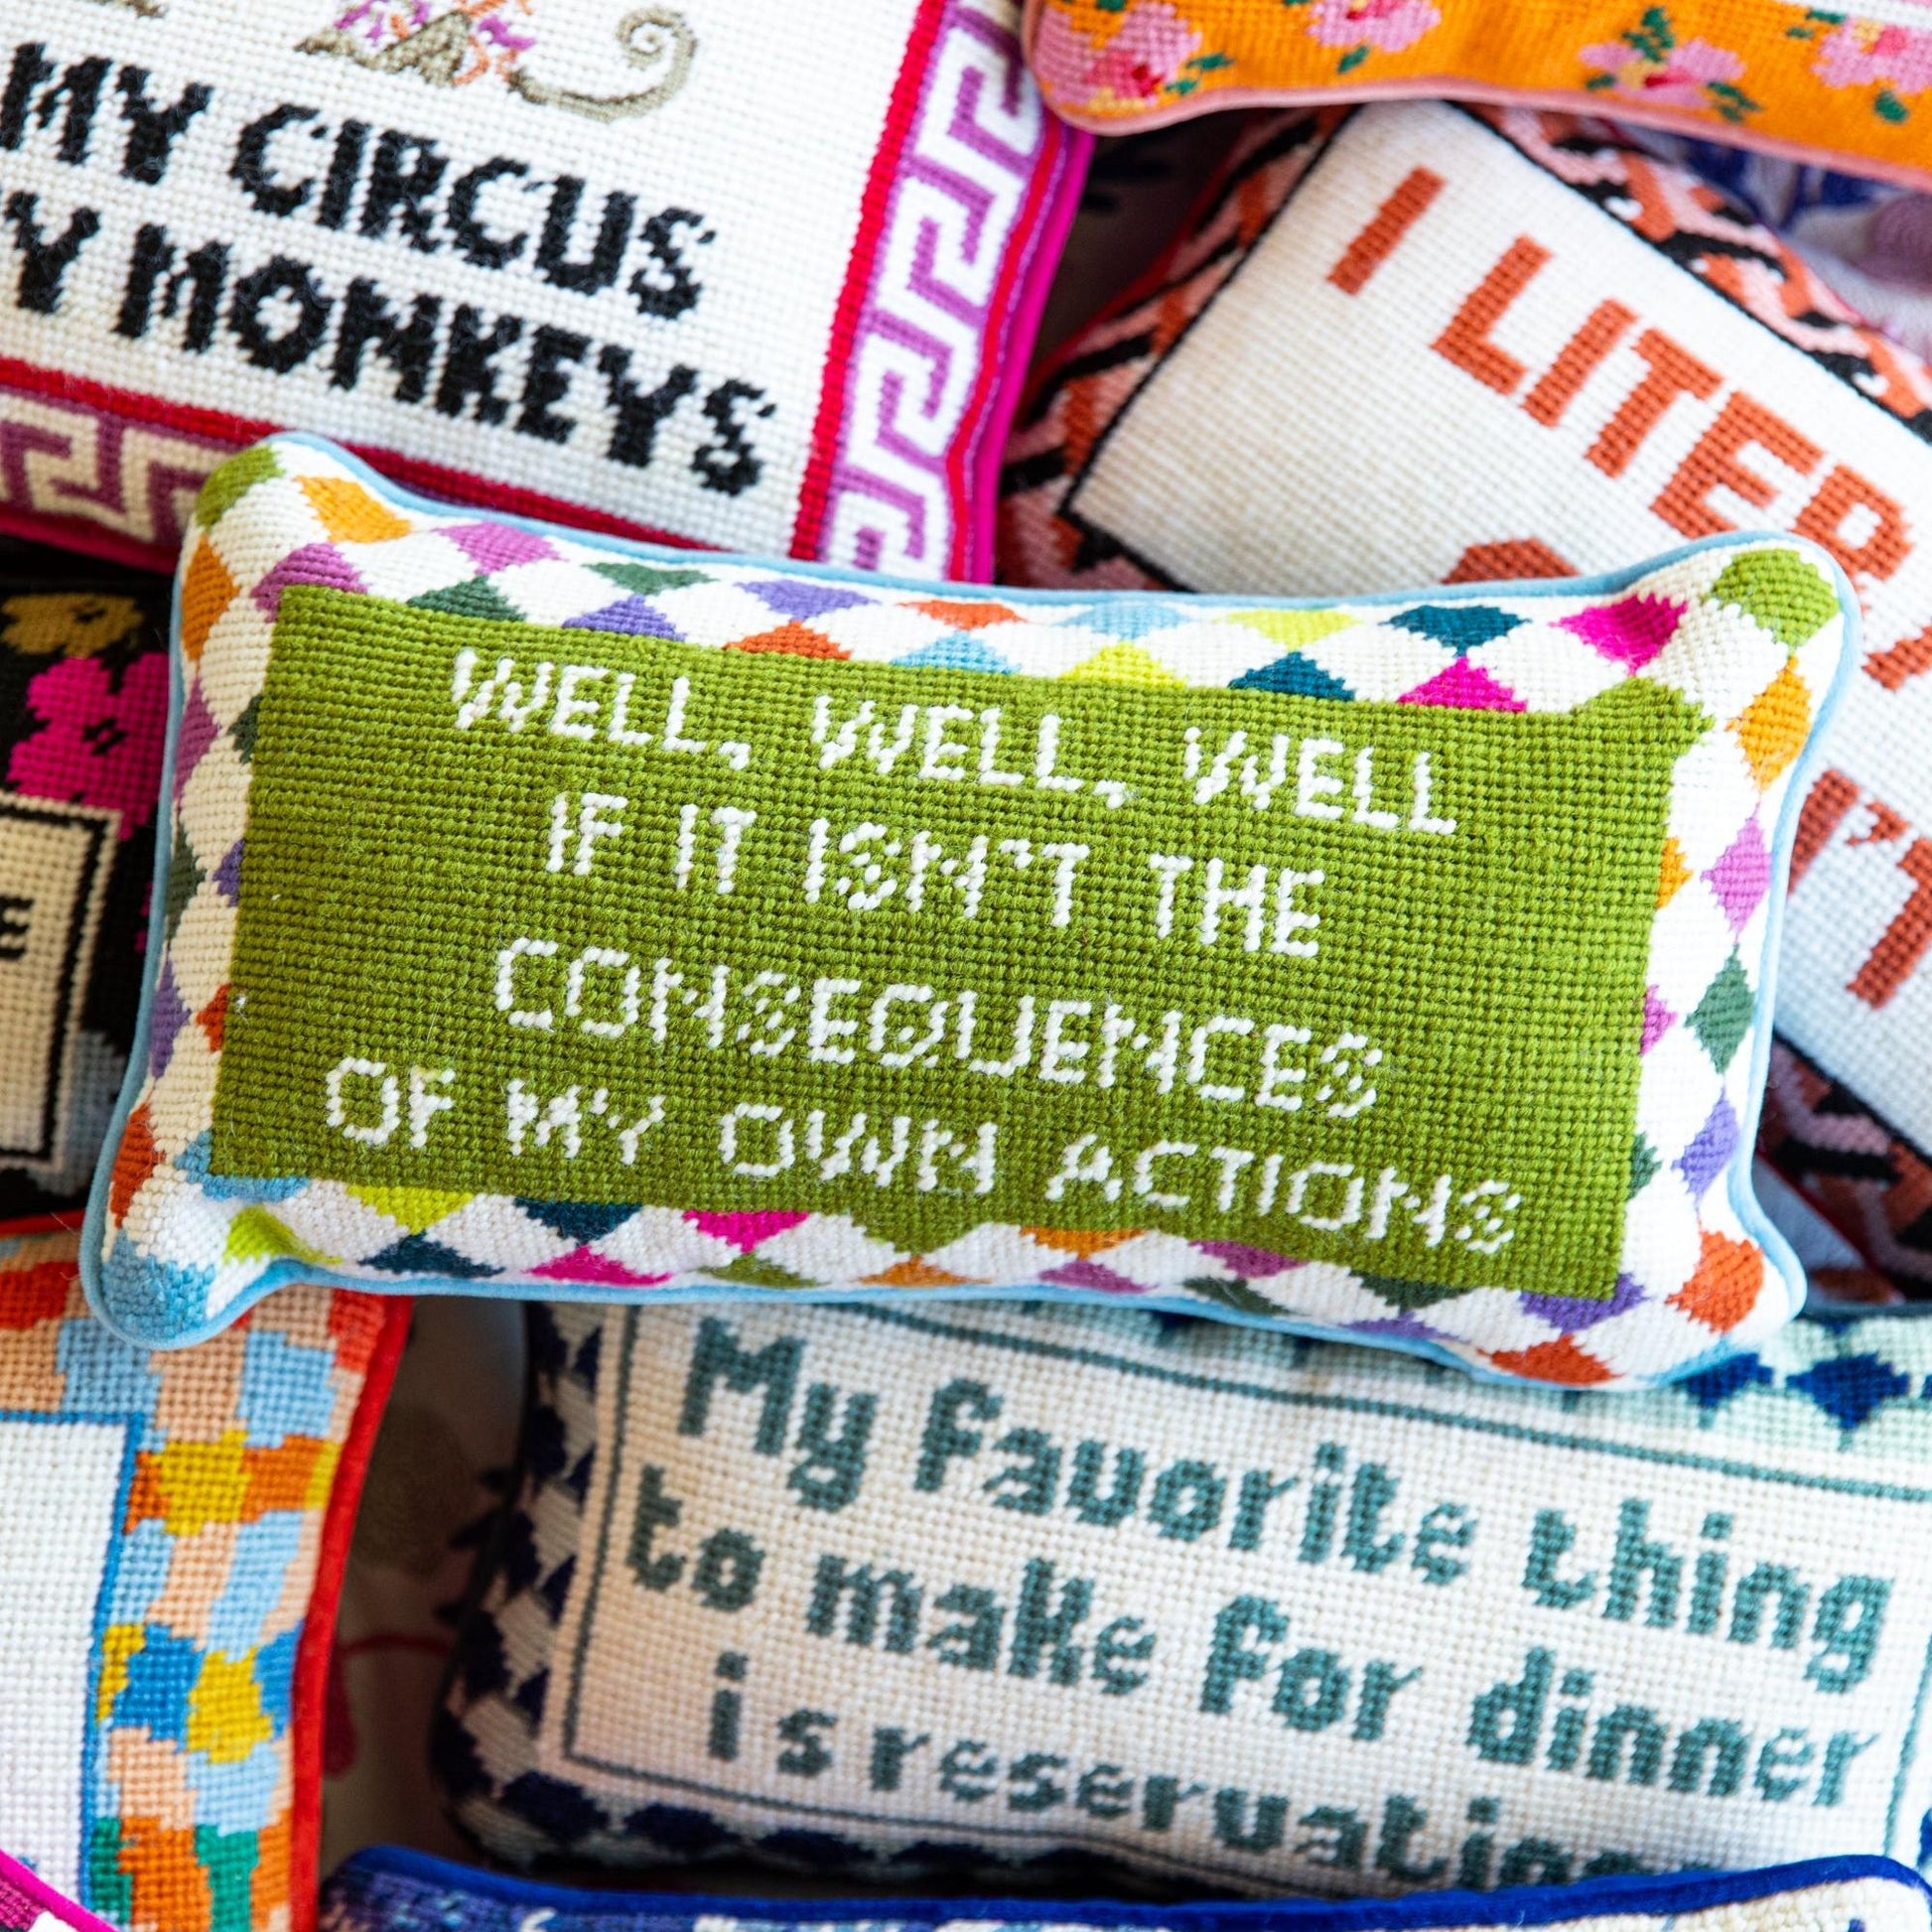 MY CIRCUS
MONKEYS
I LITER
WELL, WELL, WELL
IF IT ISN'T THE
CONSEQUENCES
OF MY OWN ACTIONS
My favorite thing
to make for dinner
is reservations